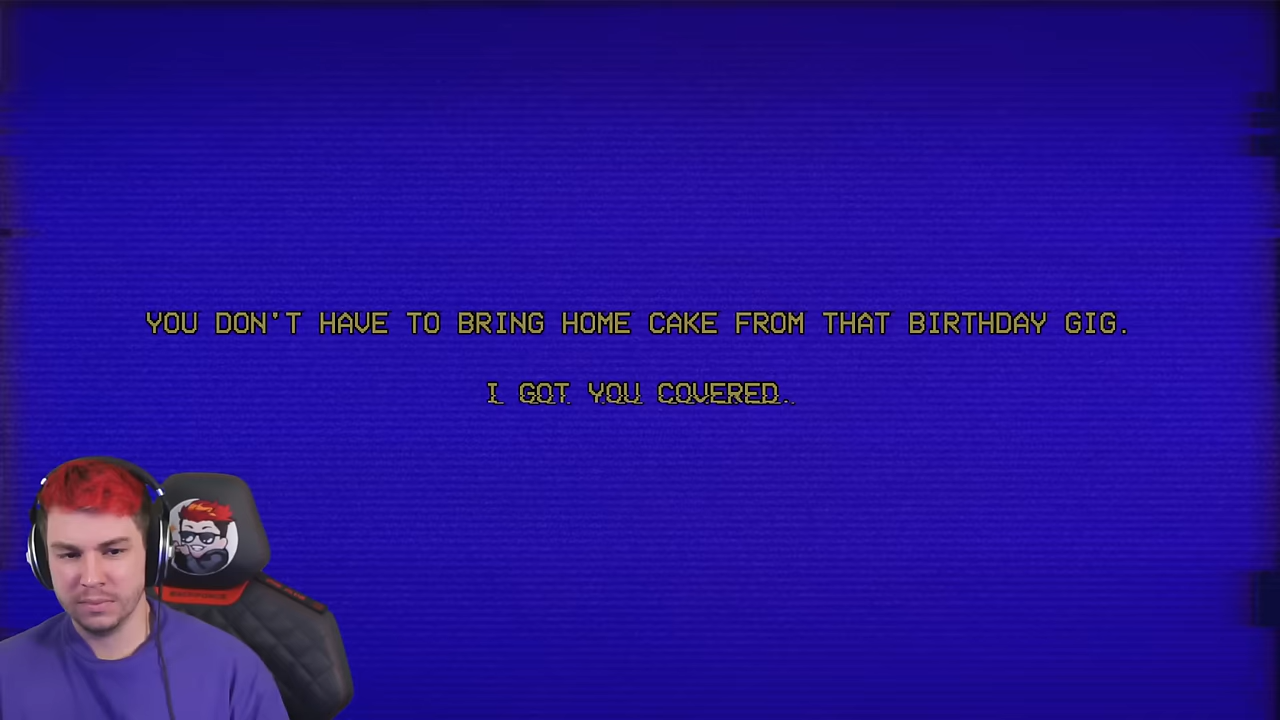 YOU DON'T HAVE TO BRING HOME CAKE FROM THAT BIRTHDAY GIG.
I GOT YOU COVERED.